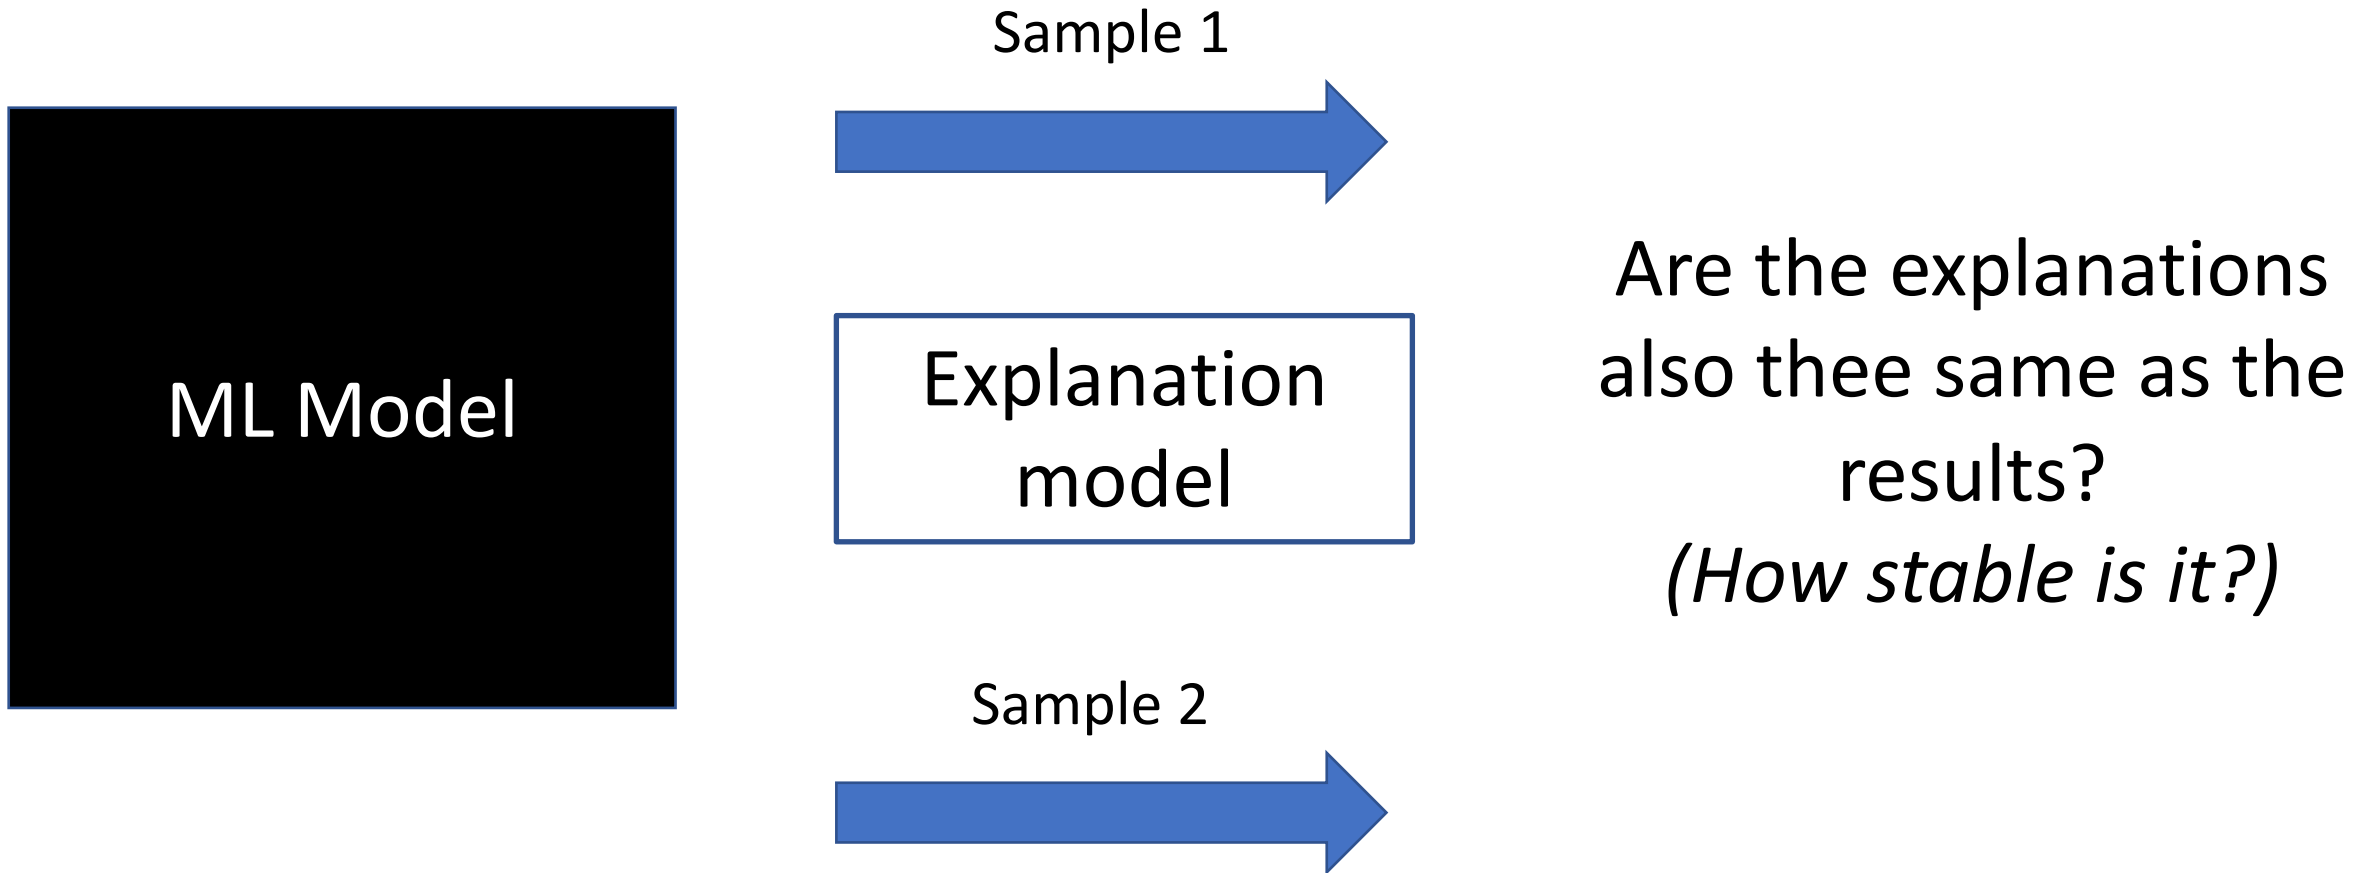 Sample 1
ML Model
Explanation
model
Sample 2
Are the explanations
also thee same as the
results?
(How stable is it?)